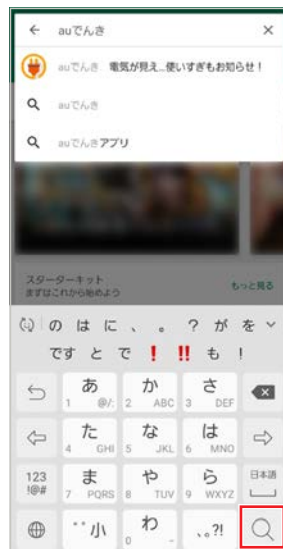 auでんき
auでんき 電気が見え…使いすぎもお知らせ！
auでんき
auでんきアプリ
スターターキット
まずはこれから始めよう
もっと見る
の は に 、 。 ? が を
です と で ❗ ‼ も !
あ 1 @/:
か 2 ABC
さ 3 DEF
た 4 GHI
な 5 JKL
は 6 MNO
123 !@#
ま 7 PQRS
や 8 TUV
ら 9 WXYZ
日本語
゛゜小
わ 0 -
、。?!